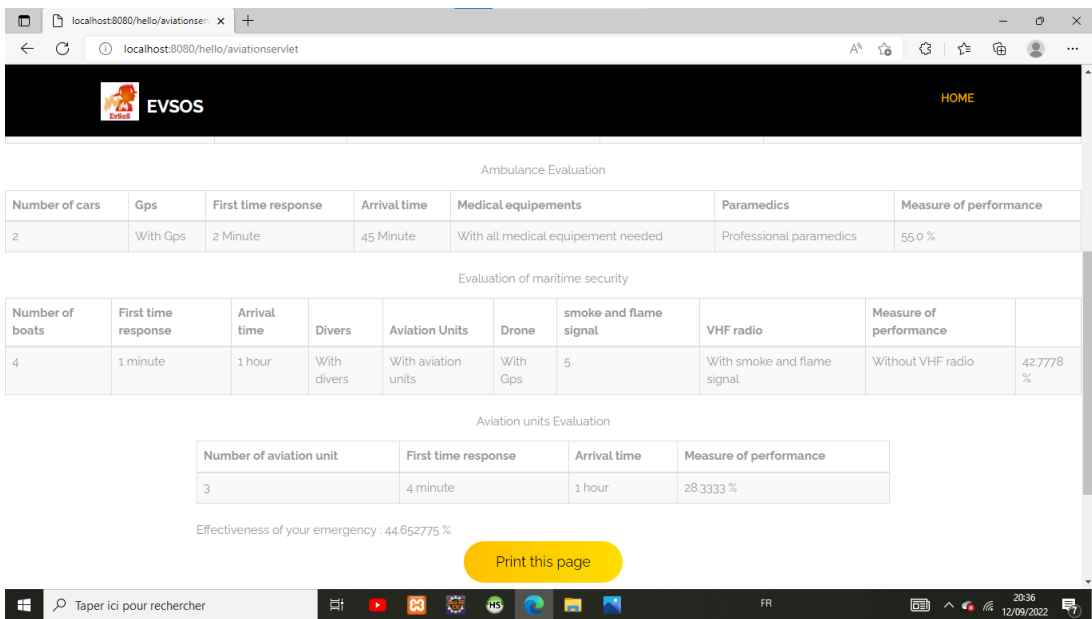 localhost:8080/hello/aviationser
localhost:8080/hello/aviationservlet
EvSoS
EVSOS
HOME
Ambulance Evaluation
Number of cars Gps First time response Arrival time Medical equipements Paramedics Measure of performance
2 With Gps 2 Minute 45 Minute With all medical equipement needed Professional paramedics 55.0 %
Evaluation of maritime security
Number of boats First time response Arrival time Divers Aviation Units Drone smoke and flame signal VHF radio Measure of performance
4 1 minute 1 hour With divers With aviation units With Gps 5 With smoke and flame signal Without VHF radio 42.7778 %
Aviation units Evaluation
Number of aviation unit First time response Arrival time Measure of performance
3 4 minute 1 hour 28.3333 %
Effectiveness of your emergency : 44.652775 %
Print this page
Taper ici pour rechercher
HS
FR
20:36
12/09/2022
7